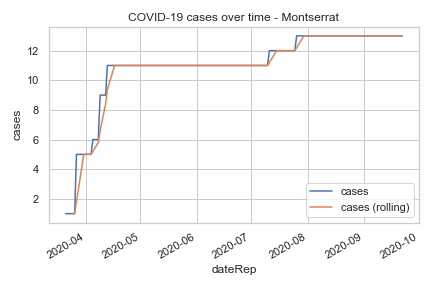 COVID-19 cases over time - Montserrat
cases
12
10
8
6
4
2
cases
cases (rolling)
2020-04
2020-05
2020-06
2020-07
2020-08
2020-09
2020-10
dateRep